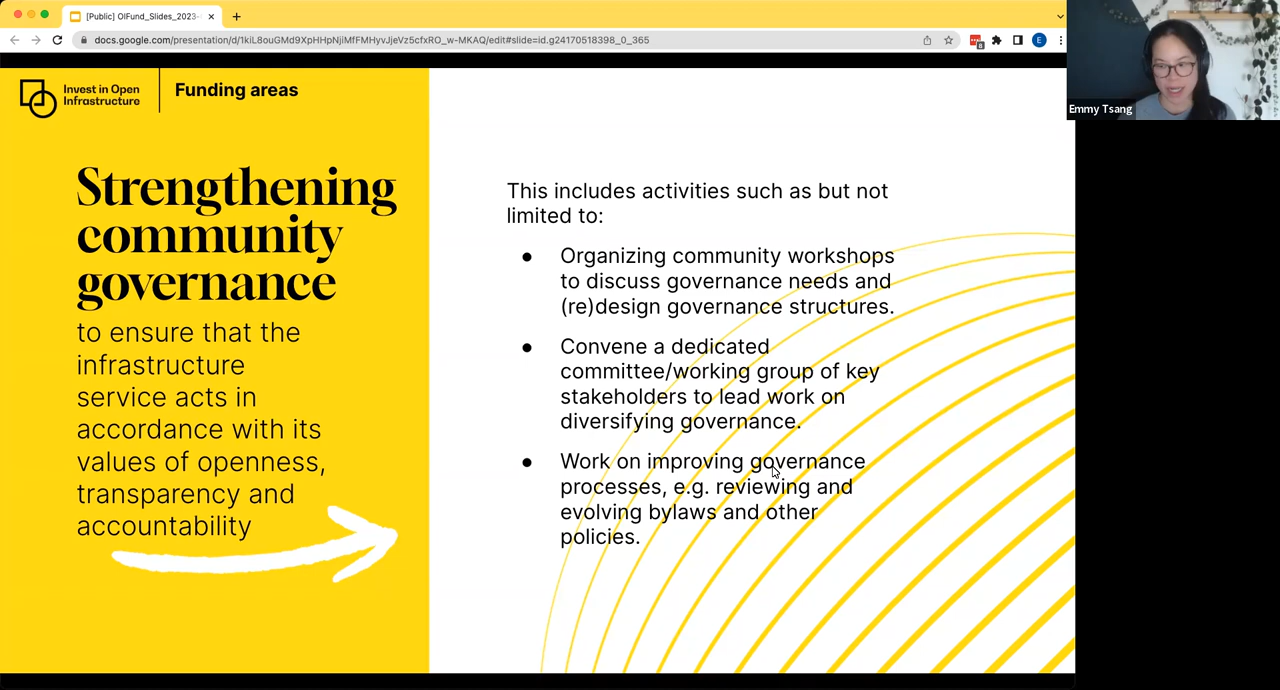 [Public] OIFund_Slides_2023-
docs.google.com/presentation/d/1kiL8ouGMd9XpHHpNjiMfFMHyvJjeVz5cfxRO_w-MKAQ/edit#slide=id.g24170518398_0_365
E
Emmy Tsang
Invest in Open
Infrastructure
Funding areas
Strengthening
community
governance
to ensure that the
infrastructure
service acts in
accordance with its
values of openness,
transparency and
accountability
This includes activities such as but not
limited to:
● Organizing community workshops
to discuss governance needs and
(re)design governance structures.
● Convene a dedicated
committee/working group of key
stakeholders to lead work on
diversifying governance.
● Work on improving governance
processes, e.g. reviewing and
evolving bylaws and other
policies.